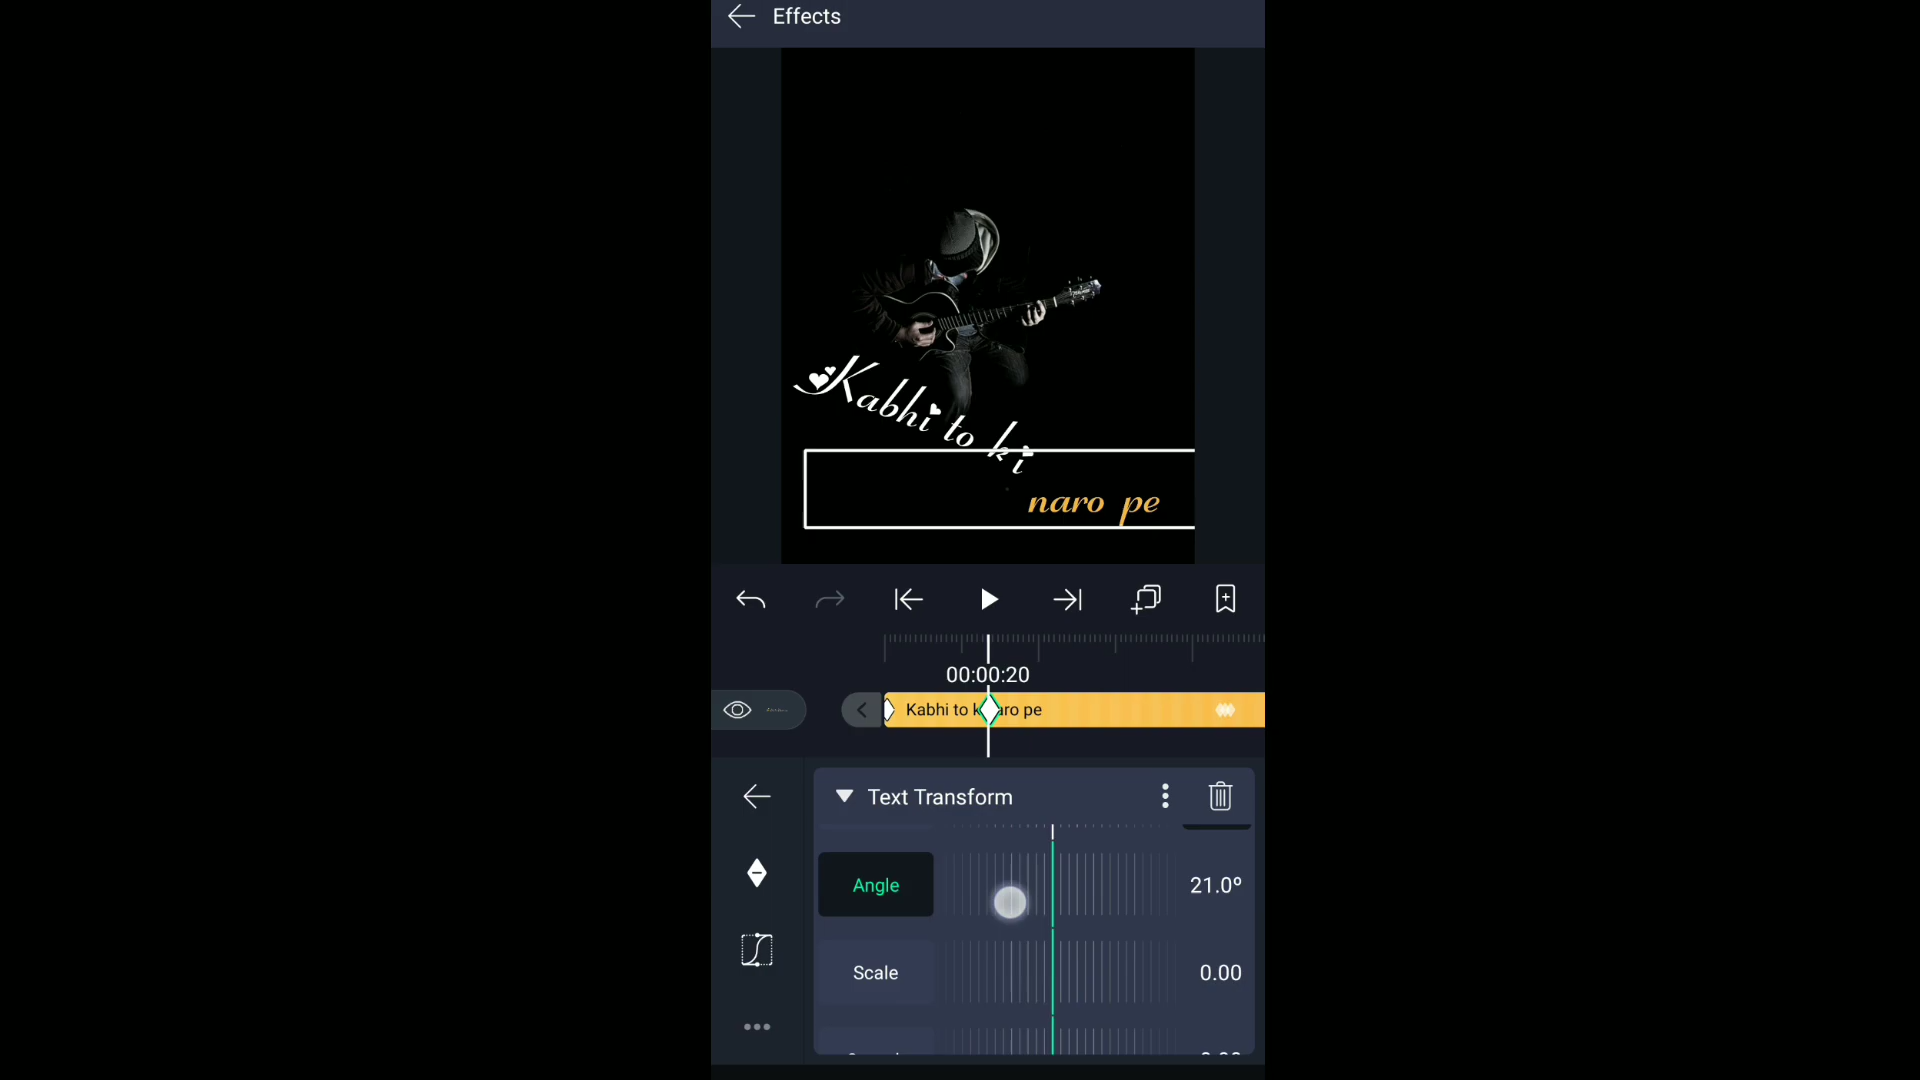 Effects
Kabhi to ki
naro pe
00:00:20
Kabhi to k
aro pe
Text Transform
Angle
21.0º
Scale
0.00